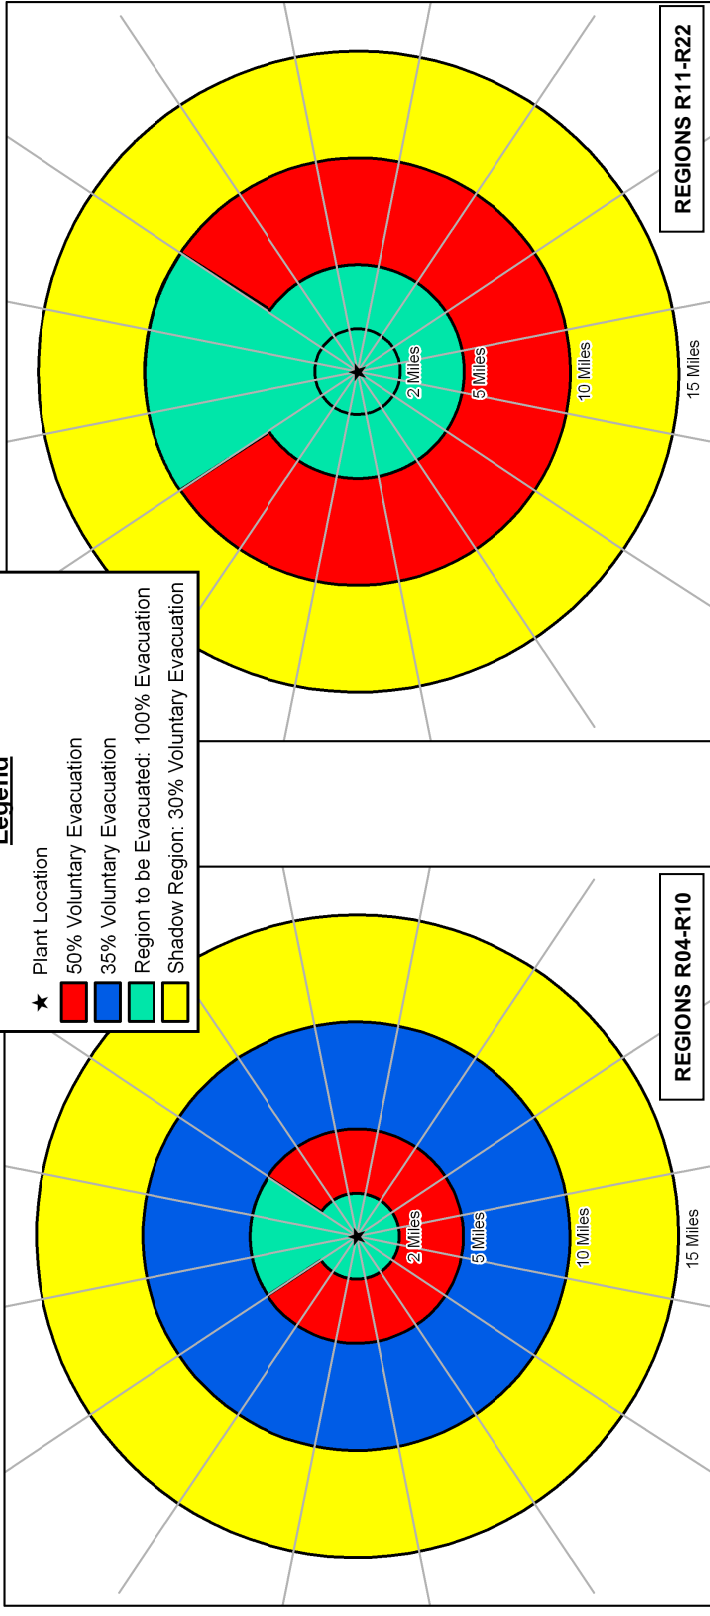 Legend
Plant Location
50% Voluntary Evacuation
35% Voluntary Evacuation
Region to be Evacuated: 100% Evacuation
Shadow Region: 30% Voluntary Evacuation
2 Miles
5 Miles
10 Miles
15 Miles
REGIONS R04-R10
2 Miles
5 Miles
10 Miles
15 Miles
REGIONS R11-R22